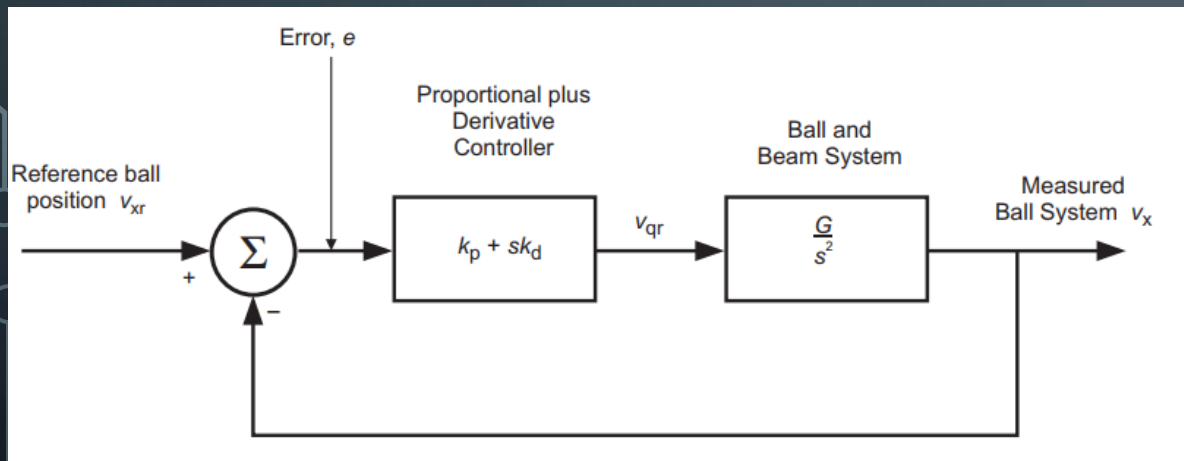 Error, e
Proportional plus
Derivative
Controller
Ball and
Beam System
Reference ball
position vxr
Measured
Ball System vx
Σ
kp + skd
vqr
G
s²
+
−